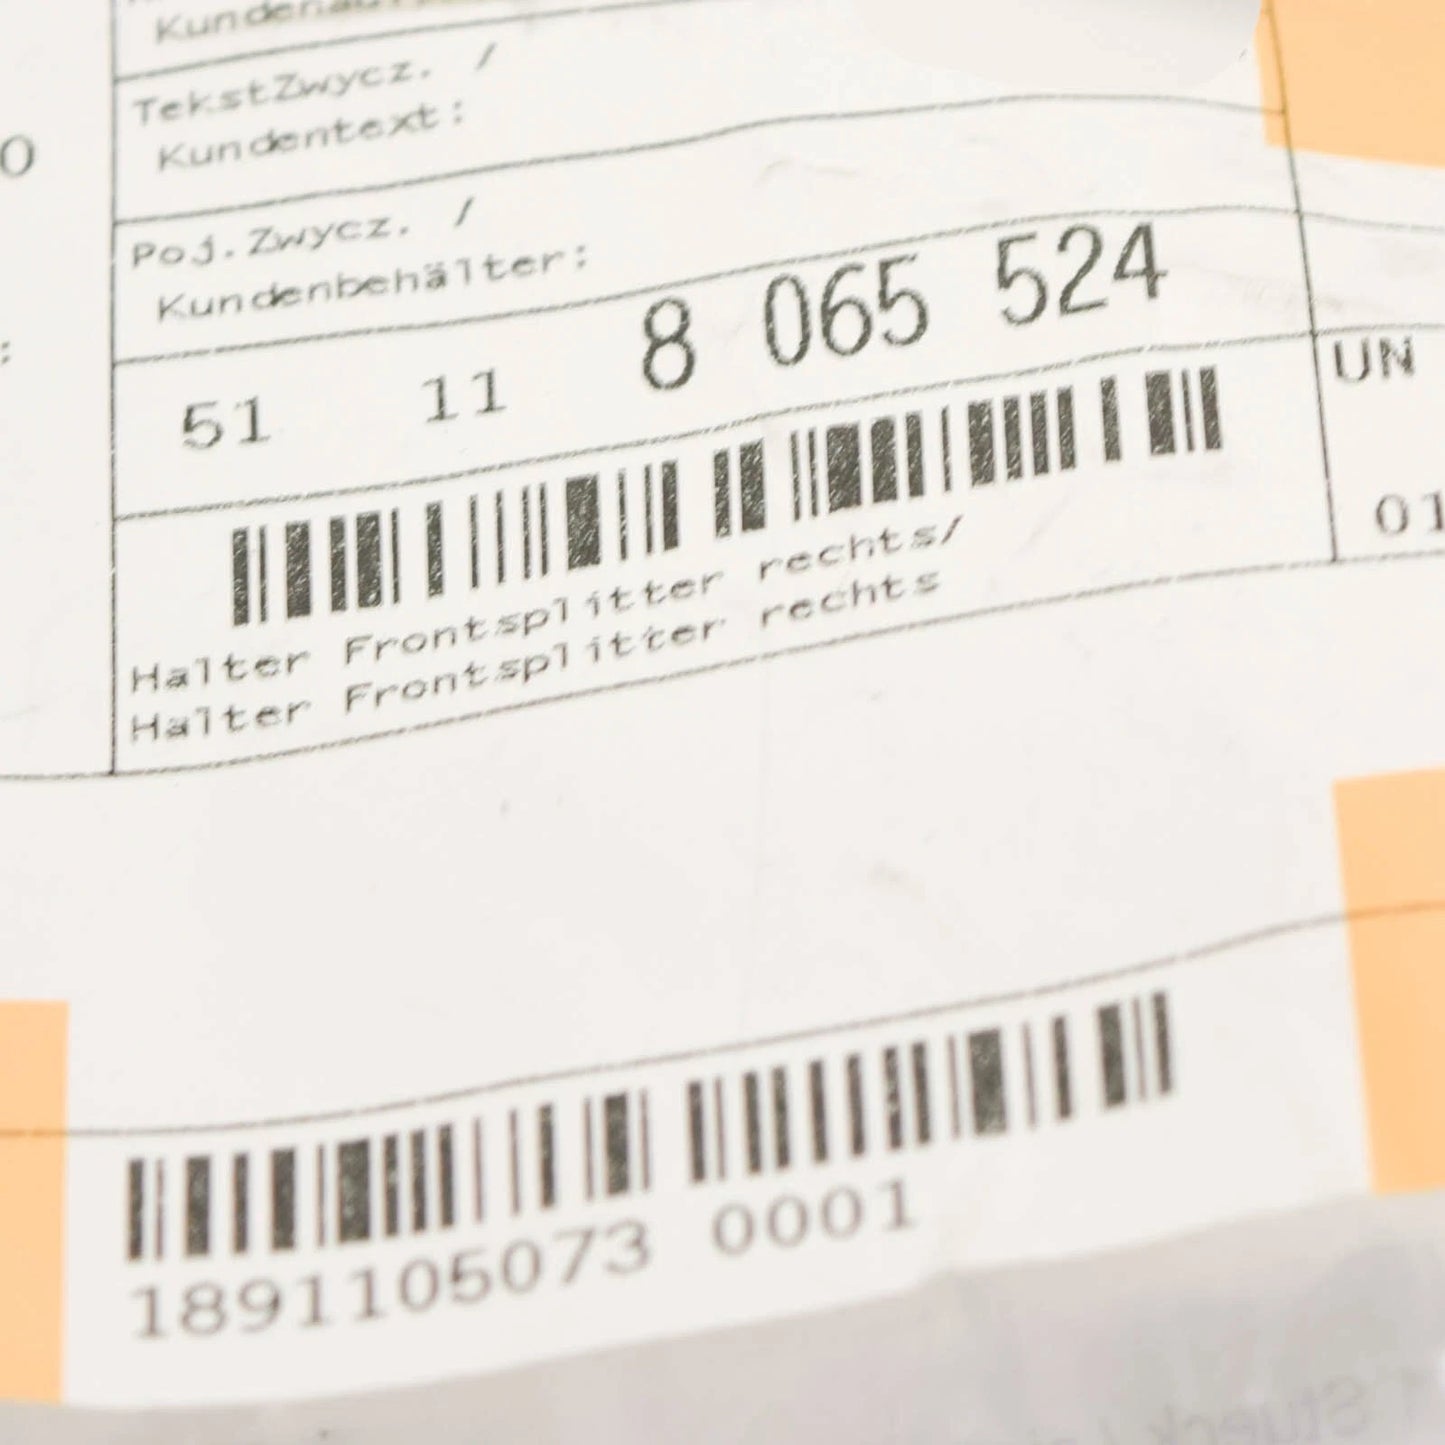 TekstZwycz. /
Kundentext:
Poj.Zwycz. /
Kundenbehälter:
51 11 8 065 524
UN
01
Halter Frontsplitter rechts/
Halter Frontsplitter rechts
1891105073 0001